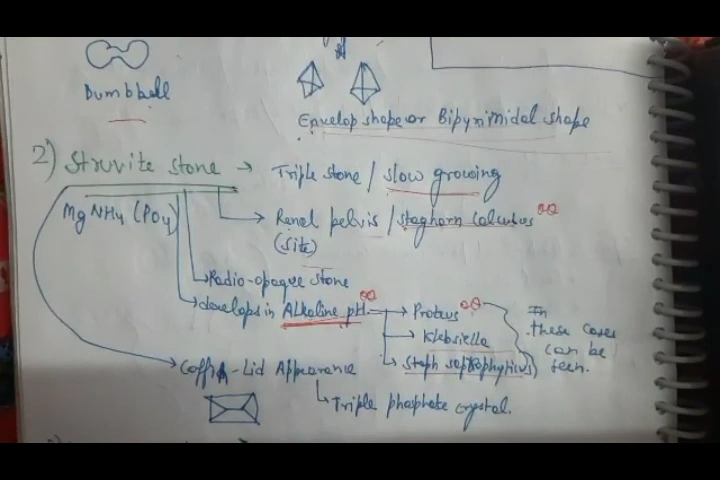 Dumbbell
Envelop shape or Bipyrimidal shape
2) Struvite stone → Triple stone / slow growing
MgNH4 (PO4) → Renal pelvis / staghorn calculus
(site)
→ Radio-opaque stone
→ develops in Alkaline pH → Proteus
→ Klebsiella
→ Staph saprophyticus
In
these cases
can be
seen.
→ Coffin-Lid Appearance
→ Triple phosphate crystal.